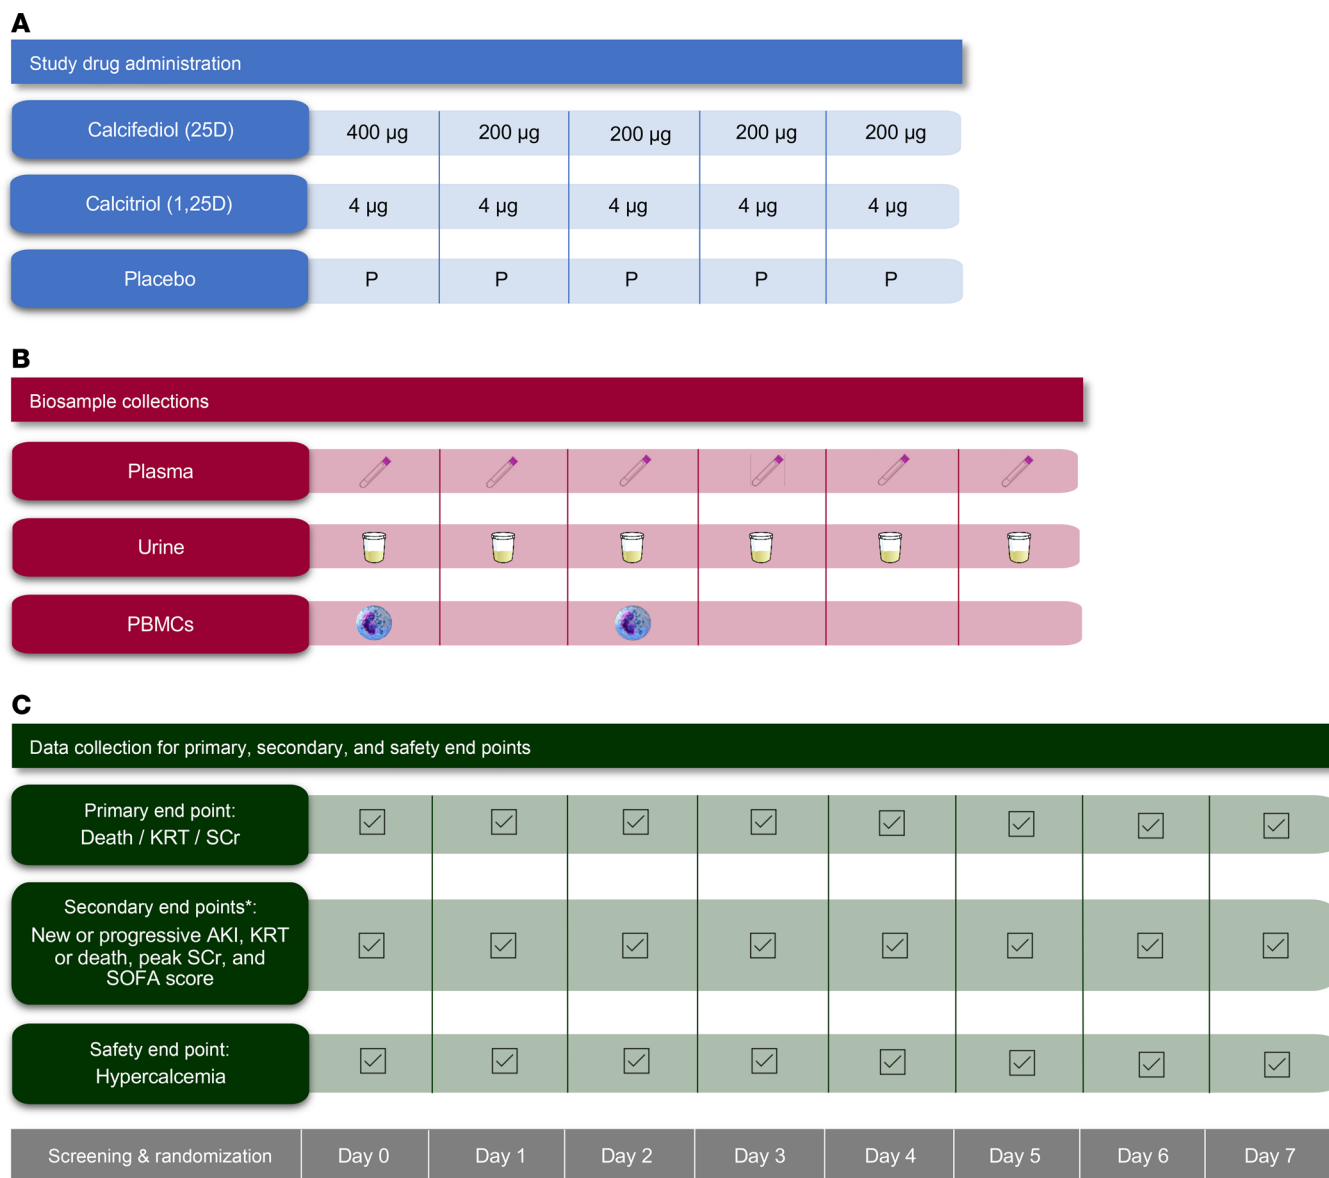 A
Study drug administration
Calcifediol (25D) 400 µg 200 µg 200 µg 200 µg 200 µg
Calcitriol (1,25D) 4 µg 4 µg 4 µg 4 µg 4 µg
Placebo P P P P P
B
Biosample collections
Plasma
Urine
PBMCs
C
Data collection for primary, secondary, and safety end points
Primary end point:
Death / KRT / SCr
Secondary end points*:
New or progressive AKI, KRT
or death, peak SCr, and
SOFA score
Safety end point:
Hypercalcemia
Screening & randomization Day 0 Day 1 Day 2 Day 3 Day 4 Day 5 Day 6 Day 7